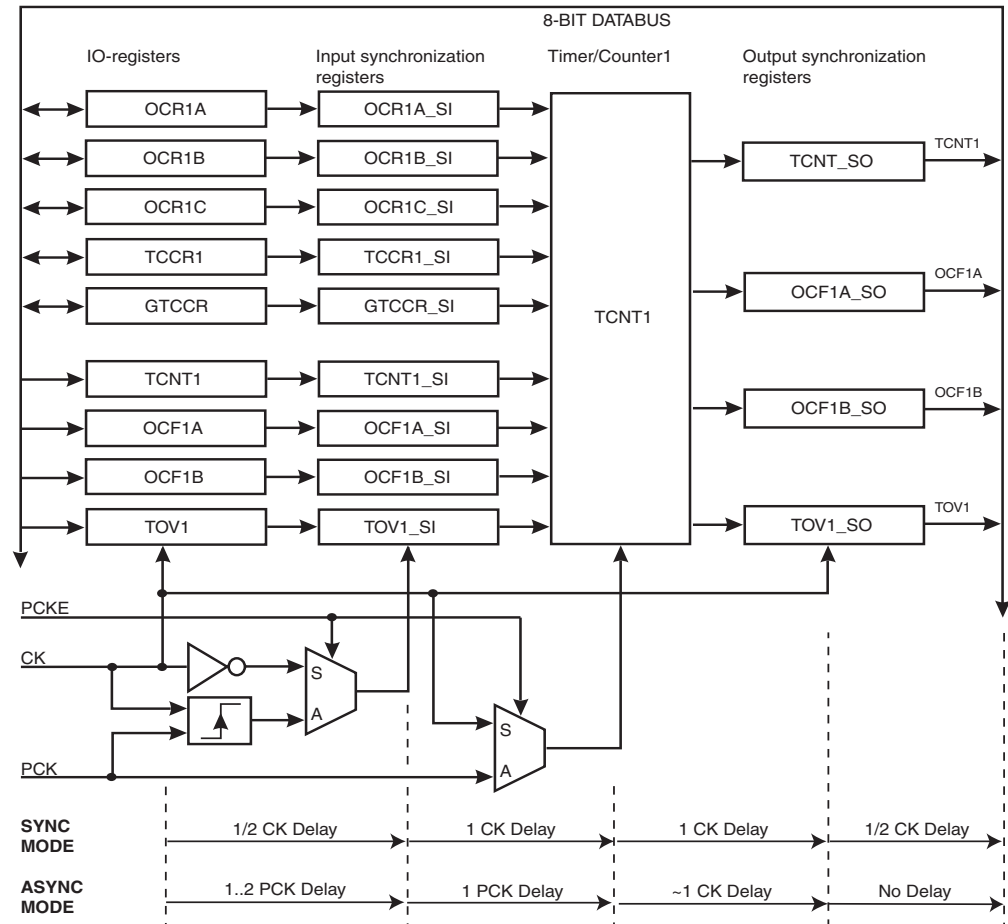 8-BIT DATABUS
IO-registers
Input synchronization
registers
Timer/Counter1
Output synchronization
registers
OCR1A
OCR1A_SI
OCR1B
OCR1B_SI
OCR1C
OCR1C_SI
TCCR1
TCCR1_SI
GTCCR
GTCCR_SI
TCNT1
TCNT1_SI
OCF1A
OCF1A_SI
OCF1B
OCF1B_SI
TOV1
TOV1_SI
TCNT1
TCNT_SO
TCNT1
OCF1A_SO
OCF1A
OCF1B_SO
OCF1B
TOV1_SO
TOV1
PCKE
CK
S
A
S
A
PCK
SYNC
MODE
1/2 CK Delay
1 CK Delay
1 CK Delay
1/2 CK Delay
ASYNC
MODE
1..2 PCK Delay
1 PCK Delay
~1 CK Delay
No Delay